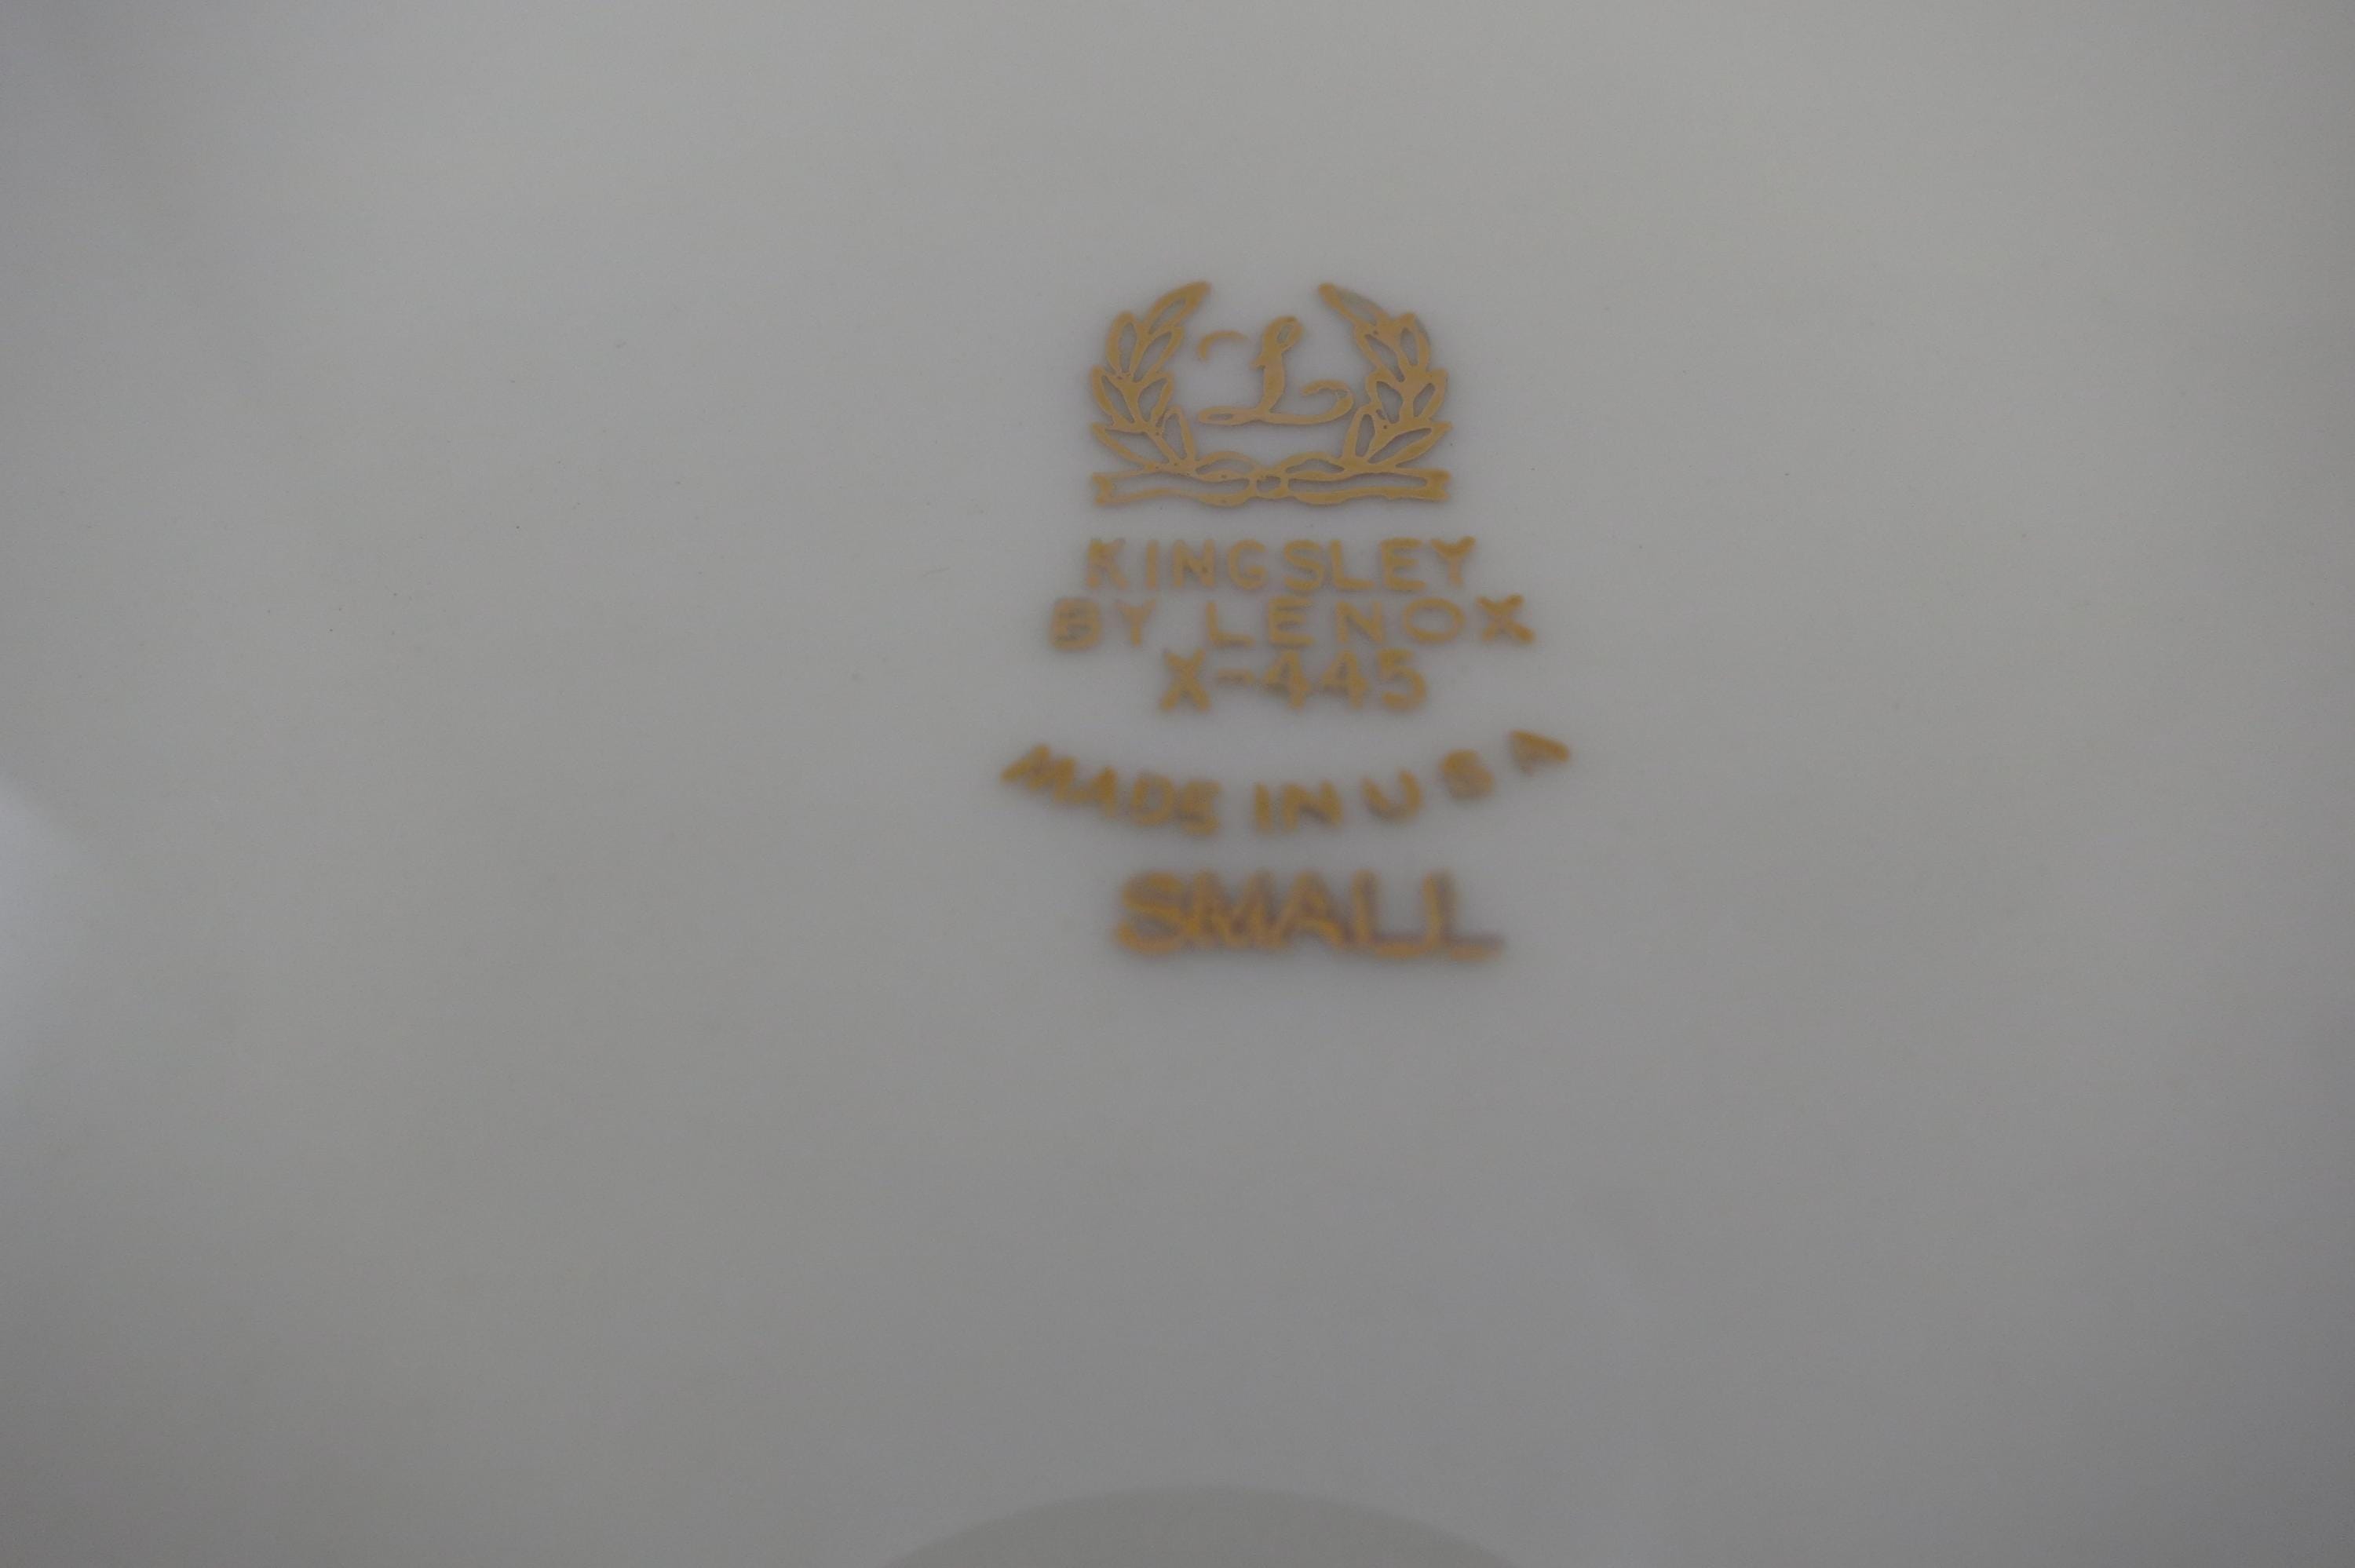 L
KINGSLEY
BY LENOX
X-445
MADE IN U S A
SMALL